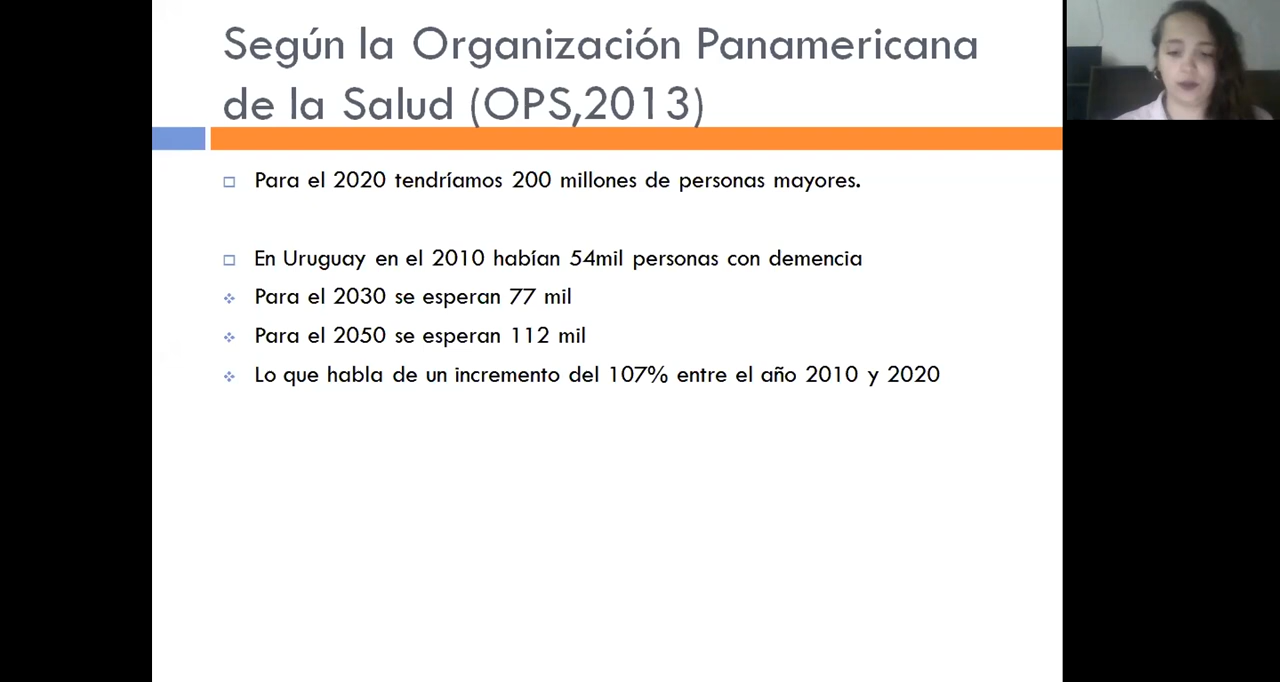 Según la Organización Panamericana
de la Salud (OPS,2013)
Para el 2020 tendríamos 200 millones de personas mayores.
En Uruguay en el 2010 habían 54mil personas con demencia
Para el 2030 se esperan 77 mil
Para el 2050 se esperan 112 mil
Lo que habla de un incremento del 107% entre el año 2010 y 2020